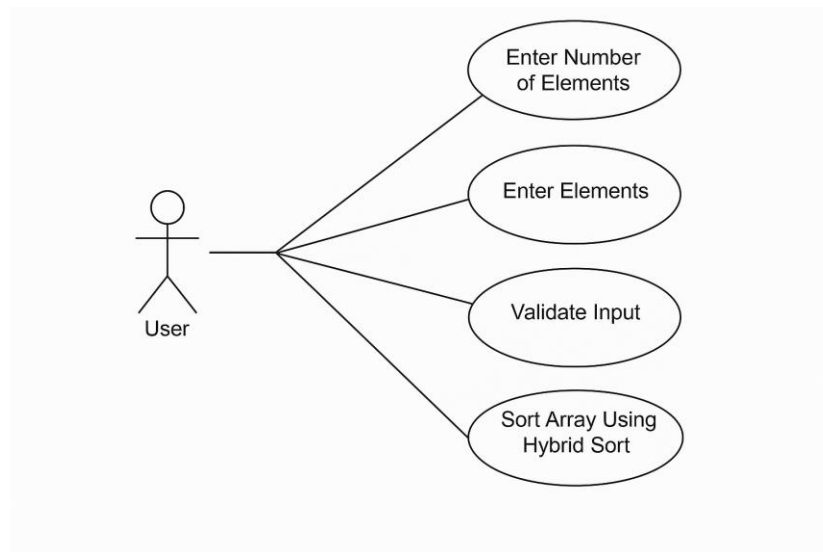 Enter Number
of Elements
Enter Elements
Validate Input
User
Sort Array Using
Hybrid Sort